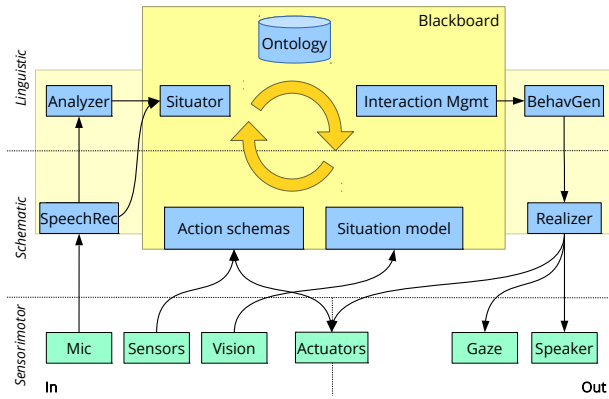 Blackboard
Ontology
Linguistic
Analyzer
Situator
Interaction Mgmt
BehavGen
Schematic
SpeechRec
Action schemas
Situation model
Realizer
Sensorimotor
Mic
Sensors
Vision
Actuators
Gaze
Speaker
In
Out